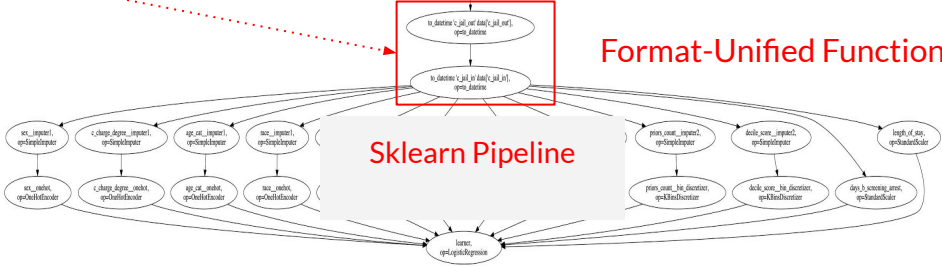 to_datetime 'c_jail_out' data['c_jail_out'],
op=to_datetime
Format-Unified Function
to_datetime 'c_jail_in' data['c_jail_in'],
op=to_datetime
sex__imputer1,
op=SimpleImputer
c_charge_degree__imputer1,
op=SimpleImputer
age_cat__imputer1,
op=SimpleImputer
race__imputer1,
op=SimpleImputer
priors_count__imputer2,
op=SimpleImputer
decile_score__imputer2,
op=SimpleImputer
length_of_stay,
op=StandardScaler
Sklearn Pipeline
sex__onehot,
op=OneHotEncoder
c_charge_degree__onehot,
op=OneHotEncoder
age_cat__onehot,
op=OneHotEncoder
race__onehot,
op=OneHotEncoder
priors_count__bin_discretizer,
op=KBinsDiscretizer
decile_score__bin_discretizer,
op=KBinsDiscretizer
days_b_screening_arrest,
op=StandardScaler
learner,
op=LogisticRegression